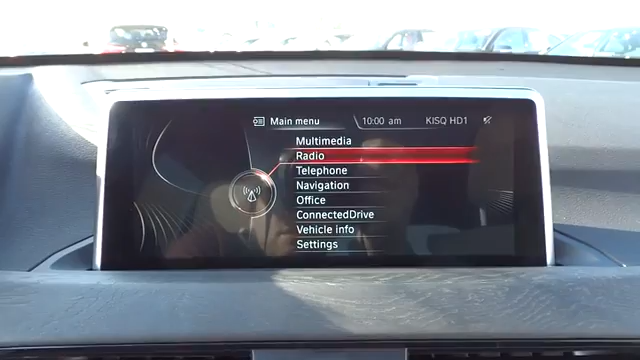 Main menu 10:00 am KISQ HD1
Multimedia
Radio
Telephone
Navigation
Office
ConnectedDrive
Vehicle info
Settings